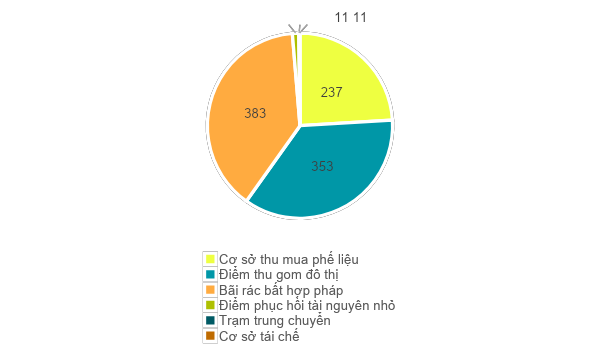 11 11
237
383
353
Cơ sở thu mua phế liệu
Điểm thu gom đô thị
Bãi rác bất hợp pháp
Điểm phục hồi tài nguyên nhỏ
Trạm trung chuyển
Cơ sở tái chế